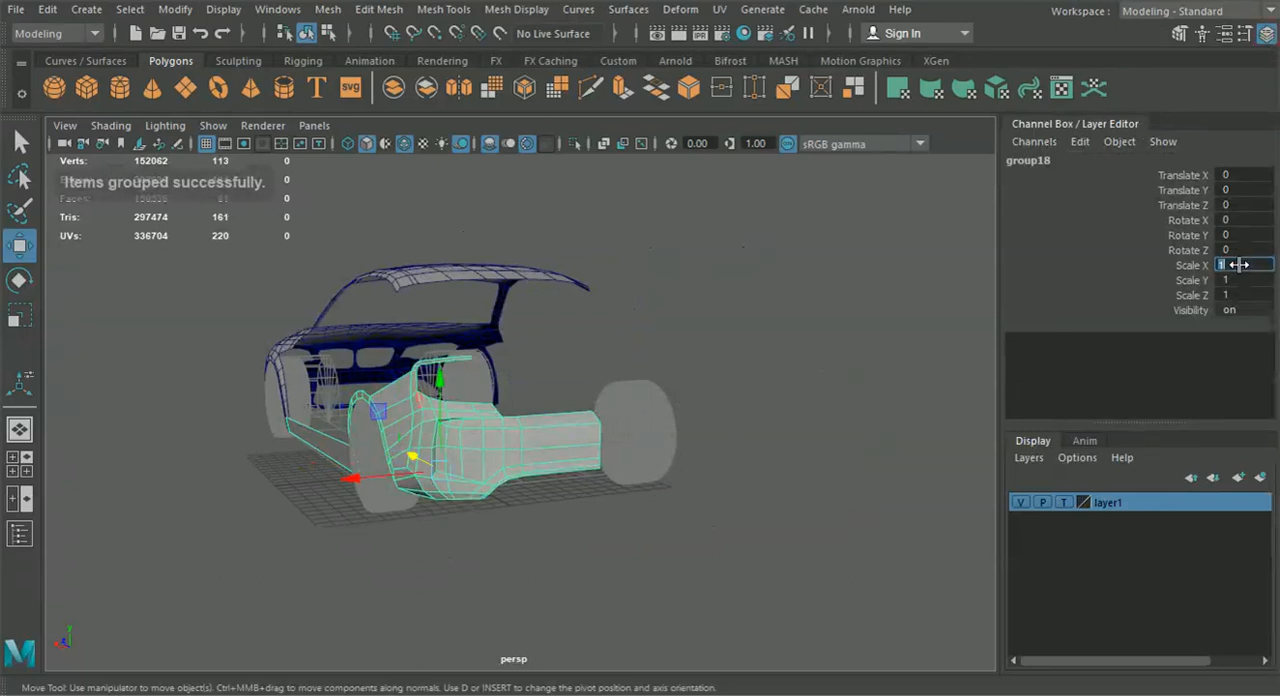 File Edit Create Select Modify Display Windows Mesh Edit Mesh Mesh Tools Mesh Display Curves Surfaces Deform UV Generate Cache Arnold Help Workspace : Modeling - Standard
Modeling No Live Surface Sign In
Curves / Surfaces Polygons Sculpting Rigging Animation Rendering FX FX Caching Custom Arnold Bifrost MASH Motion Graphics XGen
T svg
View Shading Lighting Renderer Show Panels
0.00 1.00 sRGB gamma
Verts: 152062 113 0
Items grouped successfully.
Tris: 297474 161 0
UVs: 336704 220 0
persp
Channel Box / Layer Editor
Channels Edit Object Show
group18
Translate X 0
Translate Y 0
Translate Z 0
Rotate X 0
Rotate Y 0
Rotate Z 0
Scale X 1
Scale Y 1
Scale Z 1
Visibility on
Display Anim
Layers Options Help
V P T layer1
M
Move Tool: Use manipulator to move object(s). Ctrl+MMB+drag to move components along normals. Use D or INSERT to change the pivot position and axis orientation.